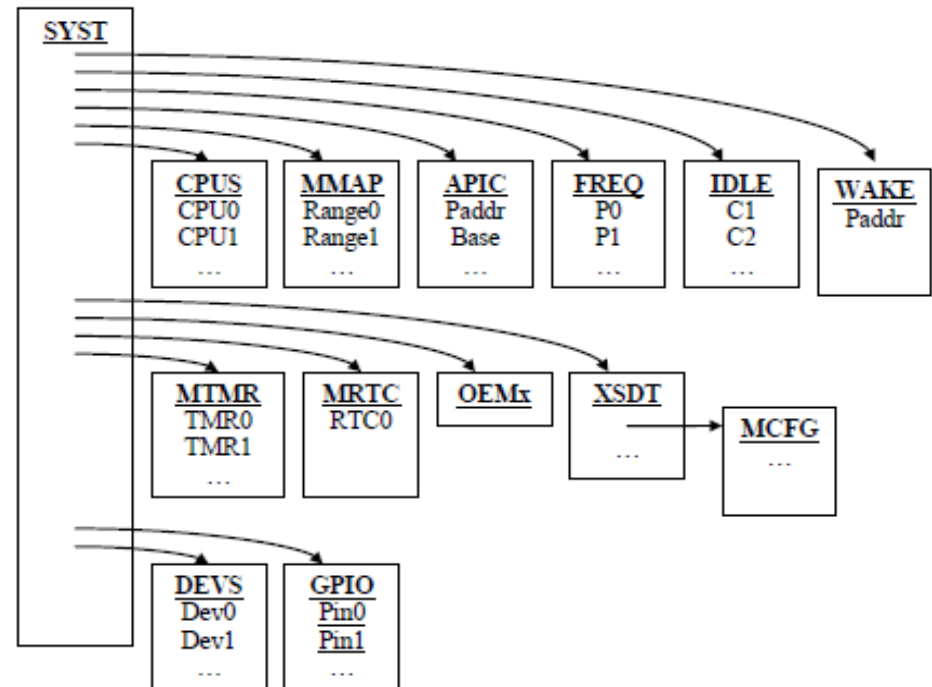 SYST
CPUS
CPU0
CPU1
...
MMAP
Range0
Range1
...
APIC
Paddr
Base
...
FREQ
P0
P1
...
IDLE
C1
C2
...
WAKE
Paddr
MTMR
TMR0
TMR1
...
MRTC
RTC0
OEMx
XSDT
...
MCFG
...
DEVS
Dev0
Dev1
...
GPIO
Pin0
Pin1
...